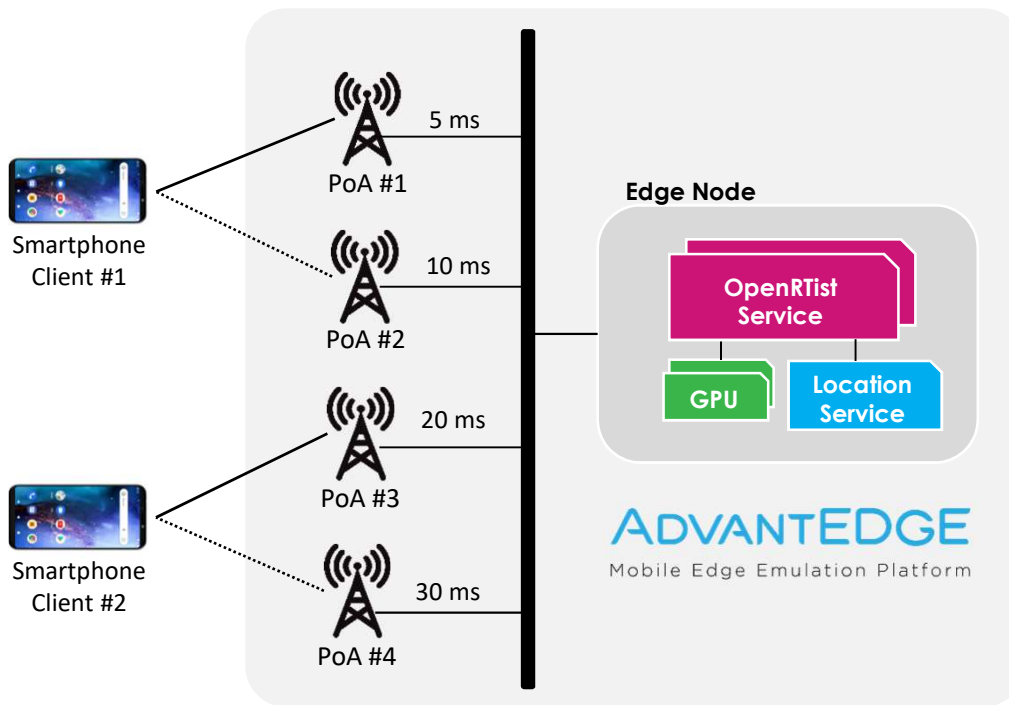 5 ms
PoA #1
Smartphone
Client #1
10 ms
PoA #2
20 ms
PoA #3
Smartphone
Client #2
30 ms
PoA #4
Edge Node
OpenRTist
Service
GPU
Location
Service
ADVANTEDGE
Mobile Edge Emulation Platform